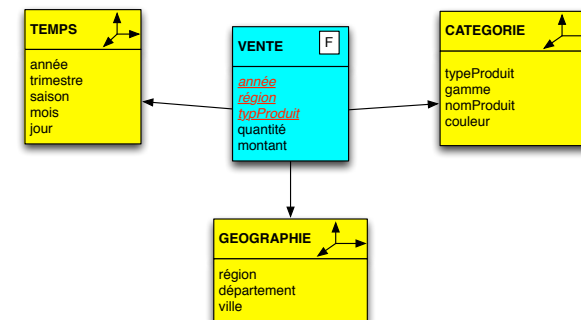 TEMPS
année
trimestre
saison
mois
jour
VENTE
F
année
région
typProduit
quantité
montant
CATEGORIE
typeProduit
gamme
nomProduit
couleur
GEOGRAPHIE
région
département
ville